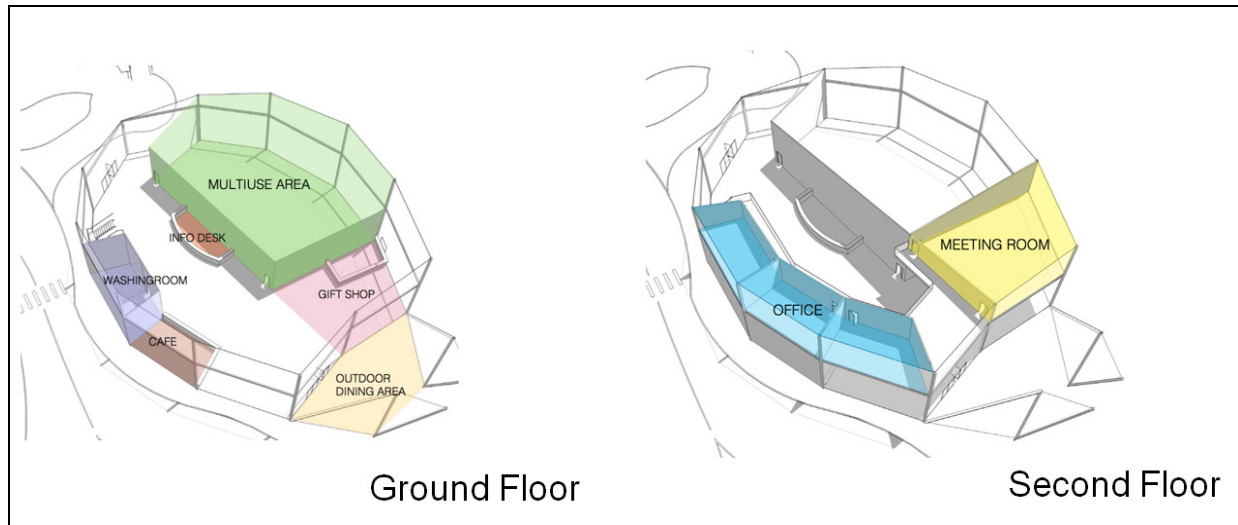 MULTIUSE AREA
INFO DESK
WASHINGROOM
GIFT SHOP
CAFE
OUTDOOR
DINING AREA
Ground Floor
MEETING ROOM
OFFICE
Second Floor